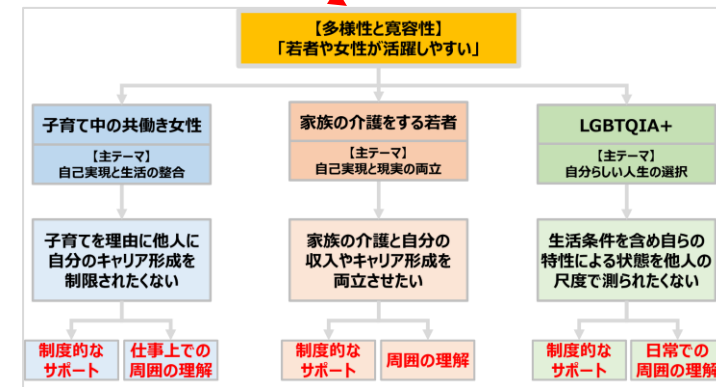 【多様性と寛容性】
「若者や女性が活躍しやすい」
子育て中の共働き女性
【主テーマ】
自己実現と生活の整合
家族の介護をする若者
【主テーマ】
自己実現と現実の両立
LGBTQIA+
【主テーマ】
自分らしい人生の選択
子育てを理由に他人に
自分のキャリア形成を
制限されたくない
家族の介護と自分の
収入やキャリア形成を
両立させたい
生活条件を含め自らの
特性による状態を他人の
尺度で測られたくない
制度的な
サポート
仕事上での
周囲の理解
制度的な
サポート
周囲の理解
制度的な
サポート
日常での
周囲の理解